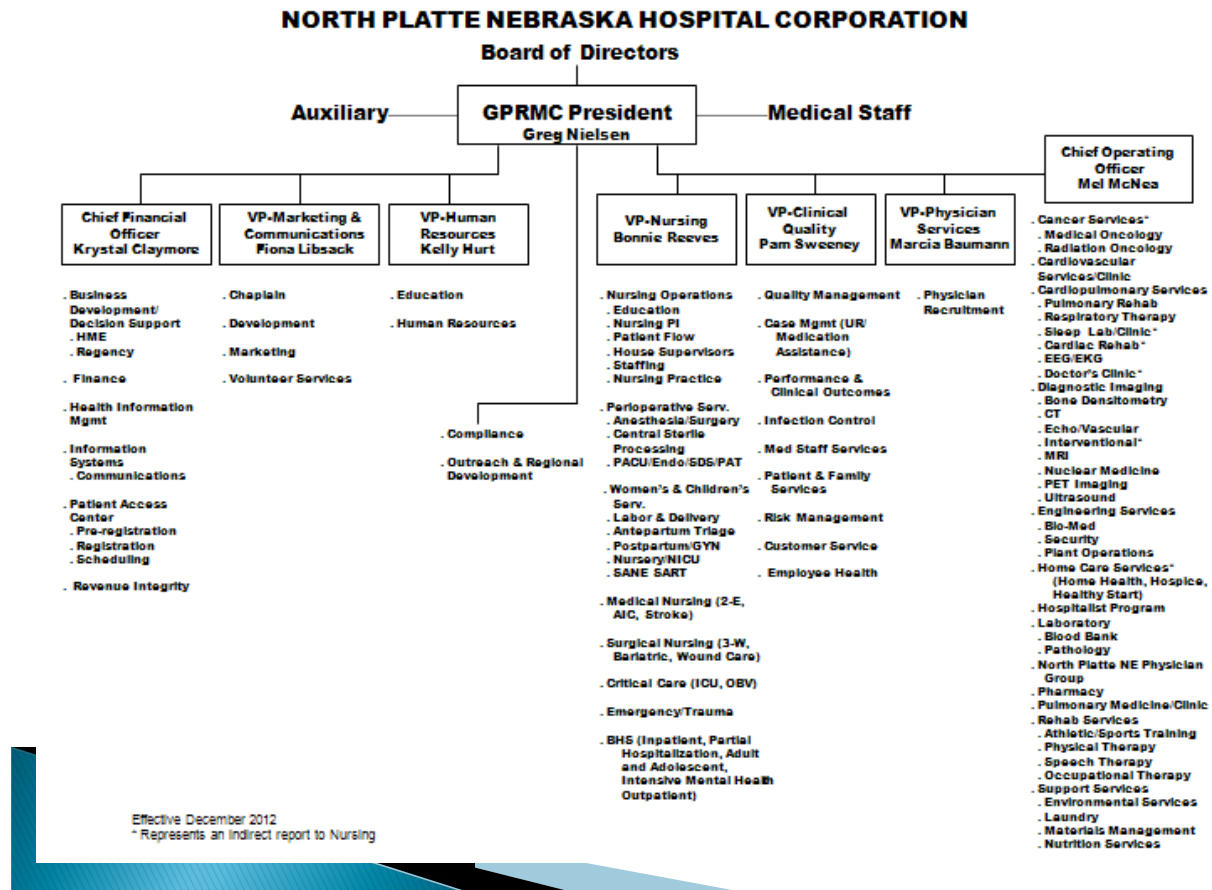 NORTH PLATTE NEBRASKA HOSPITAL CORPORATION
Board of Directors
Auxiliary
GPRMC President
Greg Nielsen
Medical Staff
Chief Operating
Officer
Mel McNea
Chief Financial
Officer
Krystal Claymore
VP-Marketing &
Communications
Fiona Libsack
VP-Human
Resources
Kelly Hurt
VP-Nursing
Bonnie Reeves
VP-Clinical
Quality
Pam Sweeney
VP-Physician
Services
Marcia Baumann
. Business
Development/
Decision Support
. HME
. Regency
. Finance
. Health Information
Mgmt
. Information
Systems
. Communications
. Patient Access
Center
. Pre-registration
. Registration
. Scheduling
. Revenue Integrity
. Chaplain
. Development
. Marketing
. Volunteer Services
. Education
. Human Resources
. Compliance
. Outreach & Regional
Development
. Nursing Operations
. Education
. Nursing PI
. Patient Flow
. House Supervisors
. Staffing
. Nursing Practice
. Perioperative Serv.
. Anesthesia/Surgery
. Central Sterile
Processing
. PACU/Endo/SDS/PAT
. Women's & Children's
Serv.
. Labor & Delivery
. Antepartum Triage
. Postpartum/GYN
. Nursery/NICU
. SANE SART
. Medical Nursing (2-E,
AIC, Stroke)
. Surgical Nursing (3-W,
Bariatric, Wound Care)
. Critical Care (ICU, OBV)
. Emergency/Trauma
. BHS (Inpatient, Partial
Hospitalization, Adult
and Adolescent,
Intensive Mental Health
Outpatient)
. Quality Management
. Case Mgmt (UR/
Medication
Assistance)
. Performance &
Clinical Outcomes
. Infection Control
. Med Staff Services
. Patient & Family
Services
. Risk Management
. Customer Service
. Employee Health
. Physician
Recruitment
. Cancer Services*
. Medical Oncology
. Radiation Oncology
. Cardiovascular
Services/Clinic
. Cardiopulmonary Services
. Pulmonary Rehab
. Respiratory Therapy
. Sleep Lab/Clinic*
. Cardiac Rehab*
. EEG/EKG
. Doctor's Clinic*
. Diagnostic Imaging
. Bone Densitometry
. CT
. Echo/Vascular
. Interventional*
. MRI
. Nuclear Medicine
. PET Imaging
. Ultrasound
. Engineering Services
. Bio-Med
. Security
. Plant Operations
. Home Care Services*
(Home Health, Hospice,
Healthy Start)
. Hospitalist Program
. Laboratory
. Blood Bank
. Pathology
. North Platte NE Physician
Group
. Pharmacy
. Pulmonary Medicine/Clinic
. Rehab Services
. Athletic/Sports Training
. Physical Therapy
. Speech Therapy
. Occupational Therapy
. Support Services
. Environmental Services
. Laundry
. Materials Management
. Nutrition Services
Effective December 2012
* Represents an indirect report to Nursing